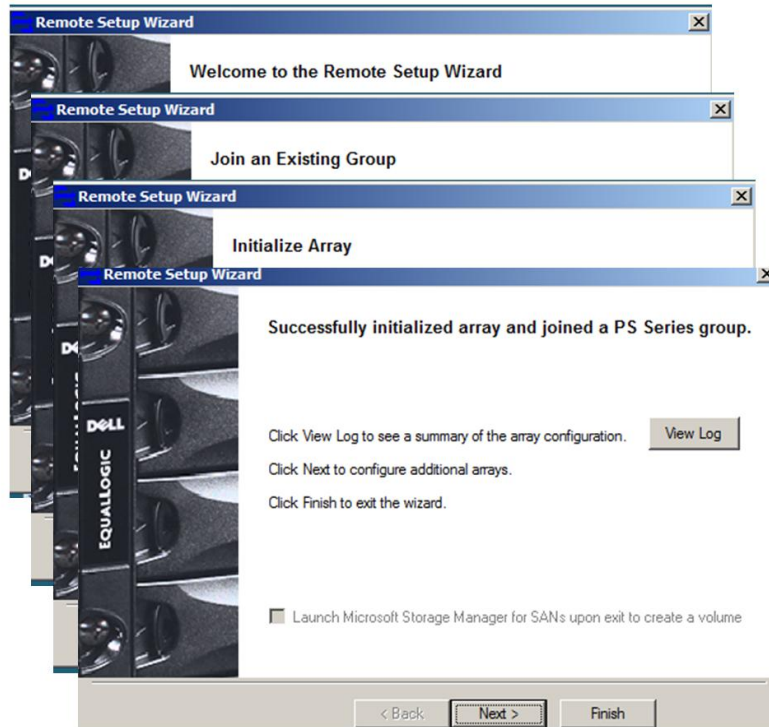 Remote Setup Wizard
Welcome to the Remote Setup Wizard
Remote Setup Wizard
Join an Existing Group
Remote Setup Wizard
Initialize Array
Remote Setup Wizard
Successfully initialized array and joined a PS Series group.
DELL
EQUALLOGIC
Click View Log to see a summary of the array configuration.
View Log
Click Next to configure additional arrays.
Click Finish to exit the wizard.
Launch Microsoft Storage Manager for SANs upon exit to create a volume
< Back
Next >
Finish